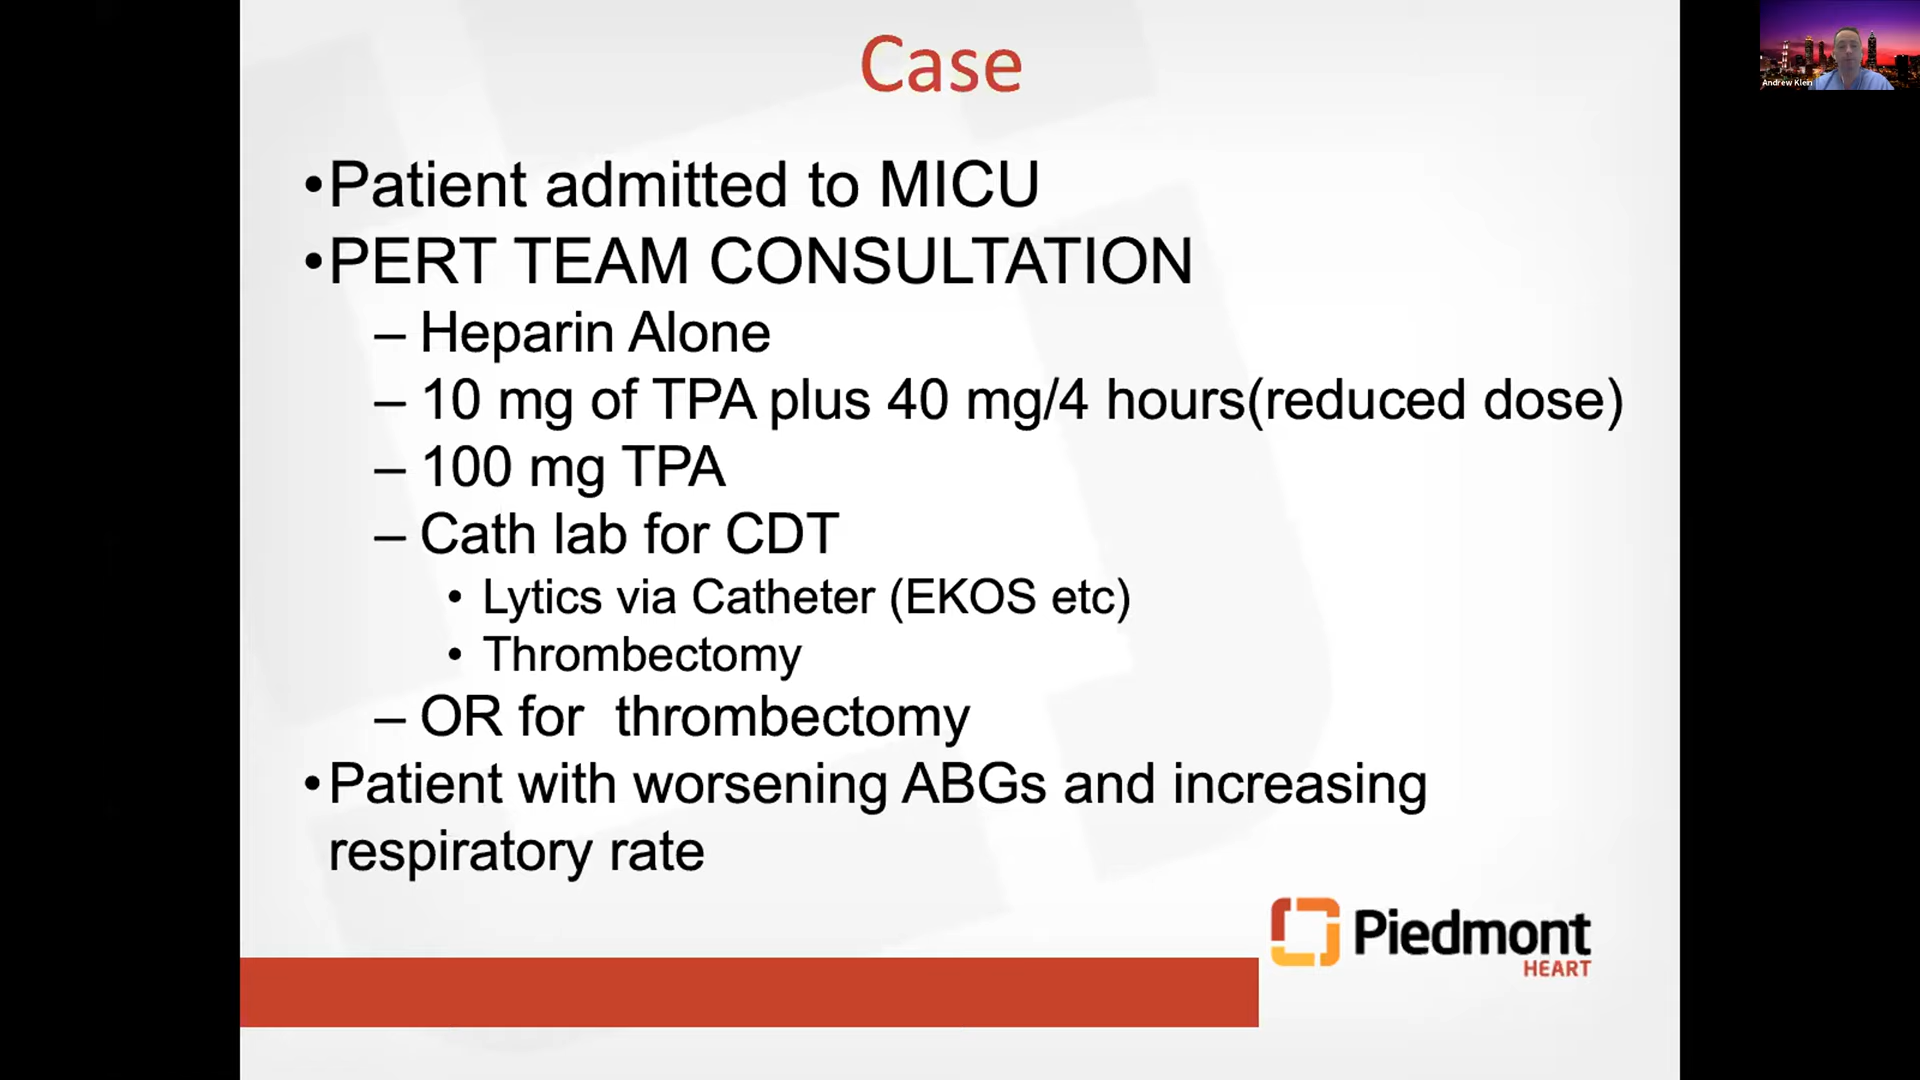 Case
Andrew Klein
•Patient admitted to MICU
•PERT TEAM CONSULTATION
– Heparin Alone
– 10 mg of TPA plus 40 mg/4 hours(reduced dose)
– 100 mg TPA
– Cath lab for CDT
• Lytics via Catheter (EKOS etc)
• Thrombectomy
– OR for thrombectomy
•Patient with worsening ABGs and increasing
respiratory rate
Piedmont
HEART